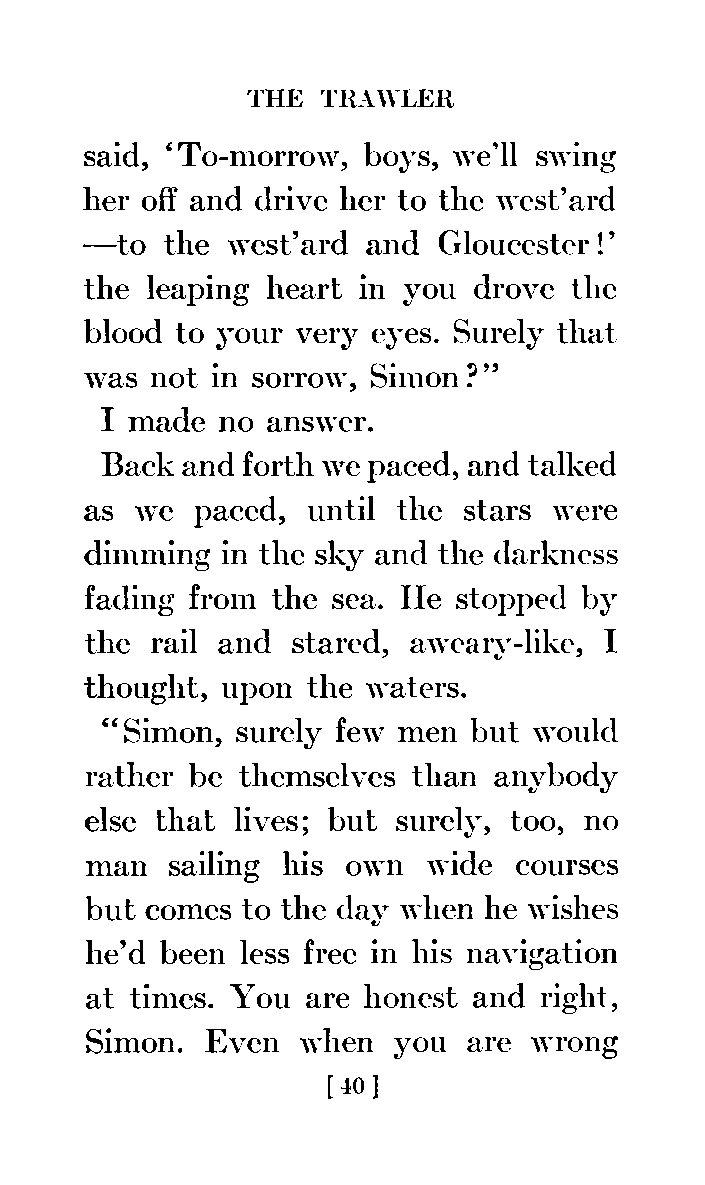 THE TRAWLER
said, ‘To-morrow, boys, we’ll swing
her off and drive her to the west’ard
—to the west’ard and Gloucester!’
the leaping heart in you drove the
blood to your very eyes. Surely that
was not in sorrow, Simon?”
I made no answer.
Back and forth we paced, and talked
as we paced, until the stars were
dimming in the sky and the darkness
fading from the sea. He stopped by
the rail and stared, aweary-like, I
thought, upon the waters.
“Simon, surely few men but would
rather be themselves than anybody
else that lives; but surely, too, no
man sailing his own wide courses
but comes to the day when he wishes
he’d been less free in his navigation
at times. You are honest and right,
Simon. Even when you are wrong
[40]